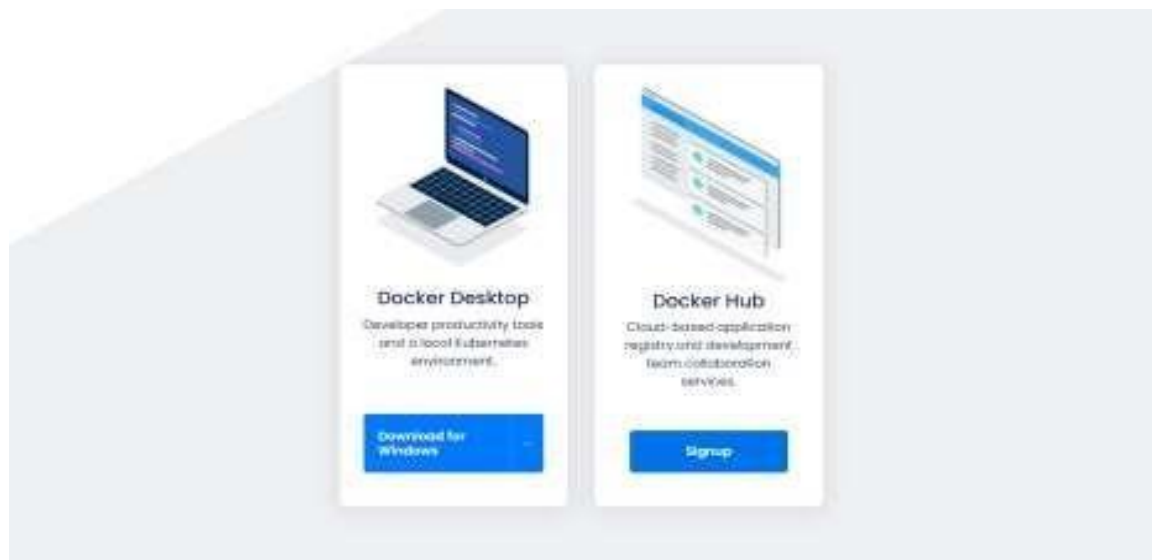 Docker Desktop
Developer productivity tools
and a local Kubernetes
environment.
Download for
Windows
Docker Hub
Cloud-based application
registry and development
team collaboration
services.
Signup